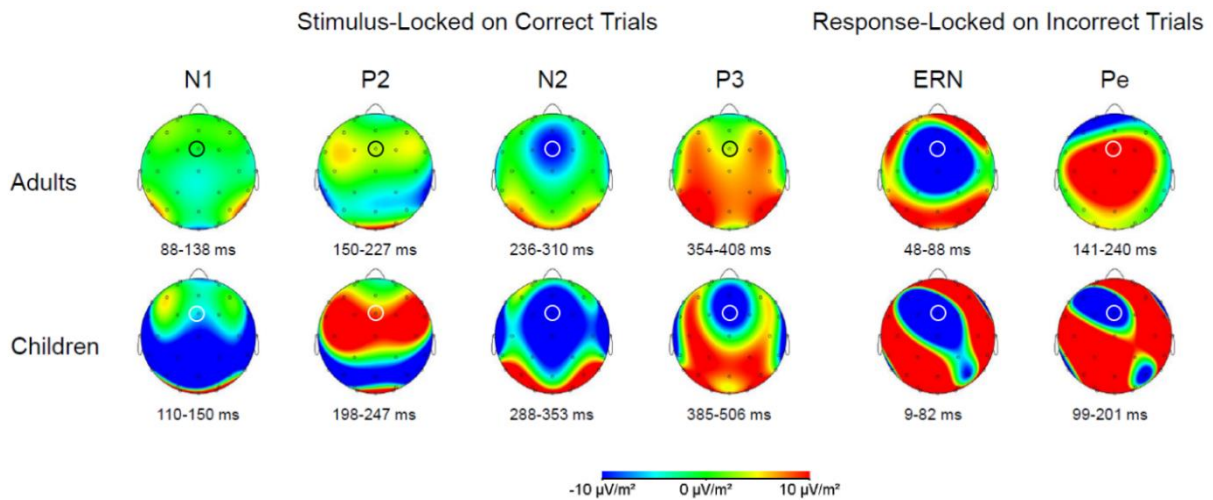 Stimulus-Locked on Correct Trials Response-Locked on Incorrect Trials
N1 P2 N2 P3 ERN Pe
Adults
88-138 ms 150-227 ms 236-310 ms 354-408 ms 48-88 ms 141-240 ms
Children
110-150 ms 198-247 ms 288-353 ms 385-506 ms 9-82 ms 99-201 ms
-10 µV/m² 0 µV/m² 10 µV/m²